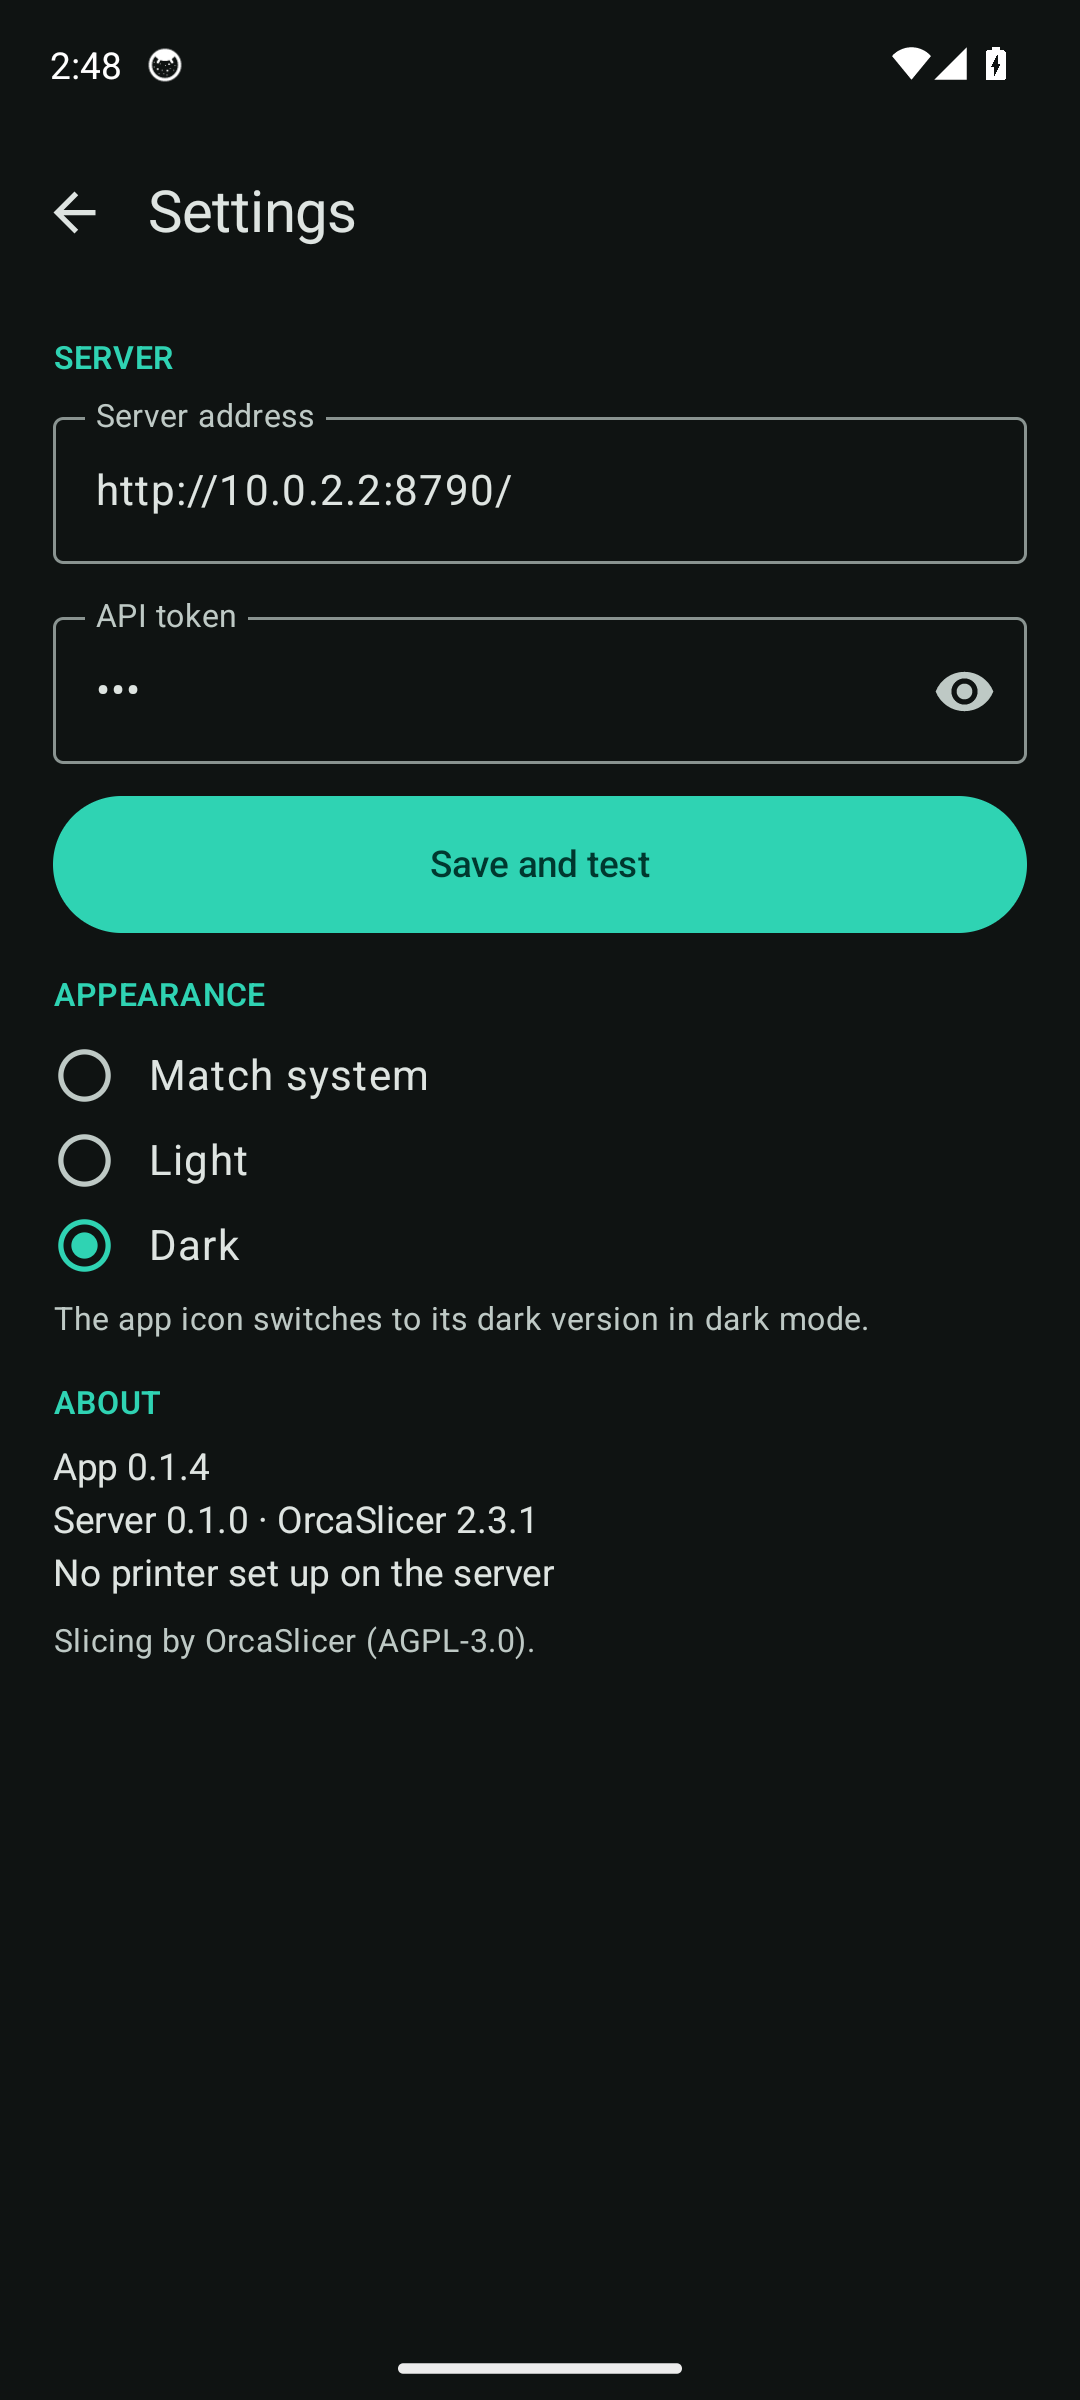 2:48
Settings
SERVER
Server address
http://10.0.2.2:8790/
API token
•••
Save and test
APPEARANCE
Match system
Light
Dark
The app icon switches to its dark version in dark mode.
ABOUT
App 0.1.4
Server 0.1.0 · OrcaSlicer 2.3.1
No printer set up on the server
Slicing by OrcaSlicer (AGPL-3.0).